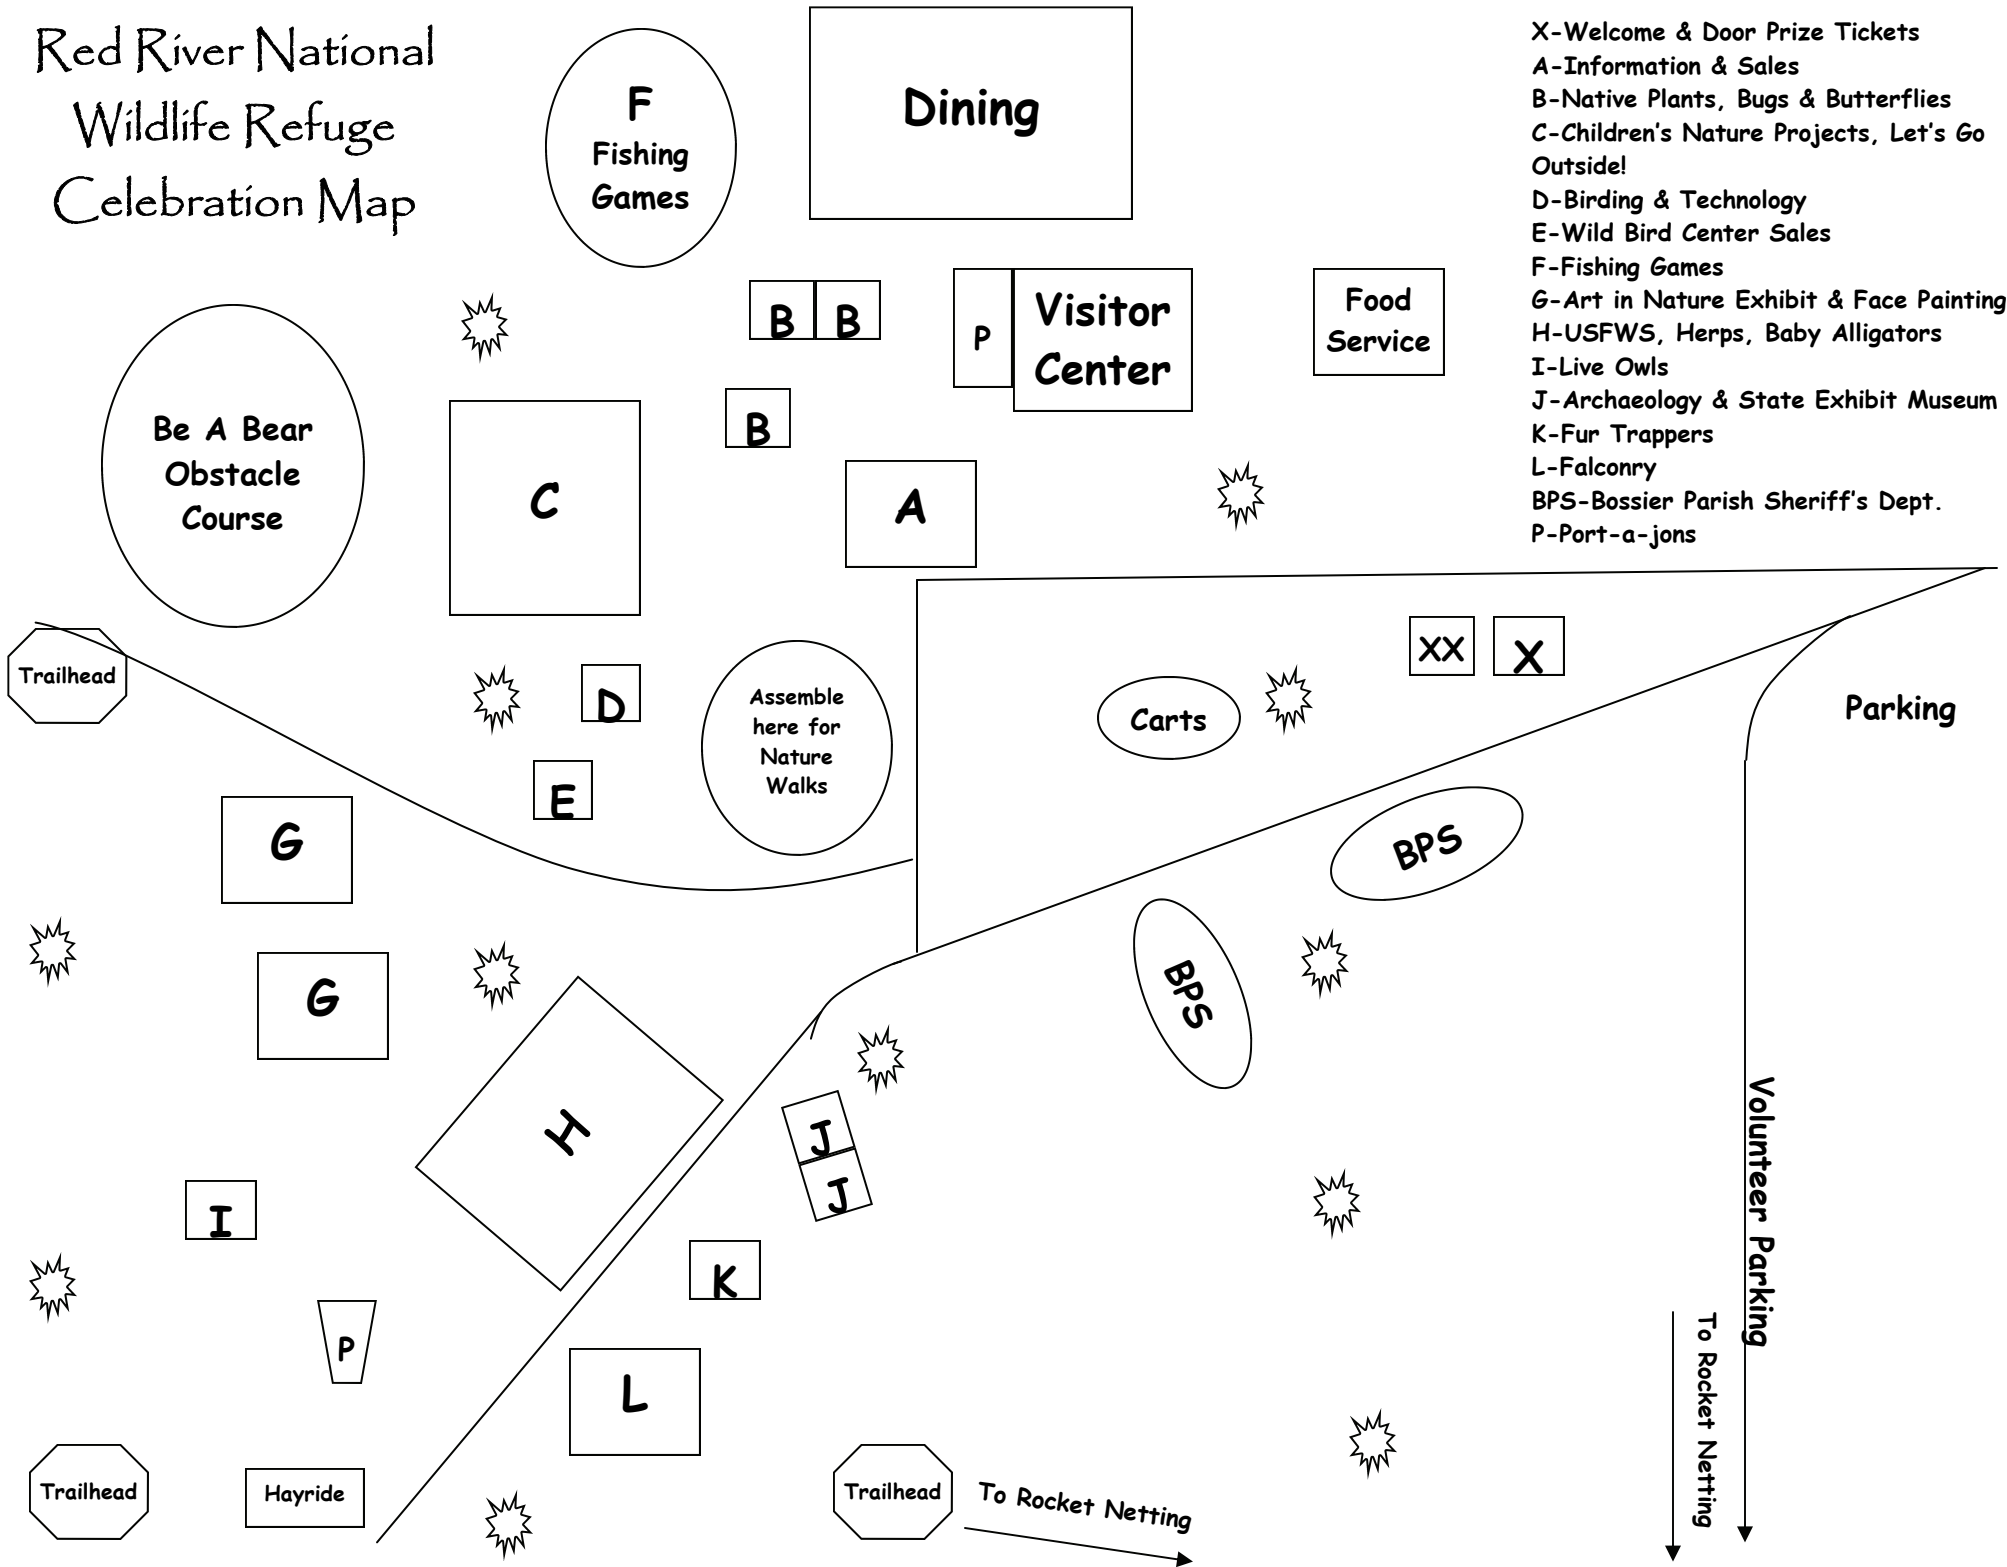 Red River National
Wildlife Refuge
Celebration Map
F
Fishing
Games
Dining
X-Welcome & Door Prize Tickets
A-Information & Sales
B-Native Plants, Bugs & Butterflies
C-Children's Nature Projects, Let's Go
Outside!
D-Birding & Technology
E-Wild Bird Center Sales
F-Fishing Games
G-Art in Nature Exhibit & Face Painting
H-USFWS, Herps, Baby Alligators
I-Live Owls
J-Archaeology & State Exhibit Museum
K-Fur Trappers
L-Falconry
BPS-Bossier Parish Sheriff's Dept.
P-Port-a-jons
B
B
P
Visitor
Center
Food
Service
Be A Bear
Obstacle
Course
B
C
A
Trailhead
D
Assemble
here for
Nature
Walks
Carts
XX
X
Parking
E
G
BPS
G
BPS
H
J
J
I
K
P
L
Volunteer Parking
To Rocket Netting
Trailhead
Hayride
Trailhead
To Rocket Netting